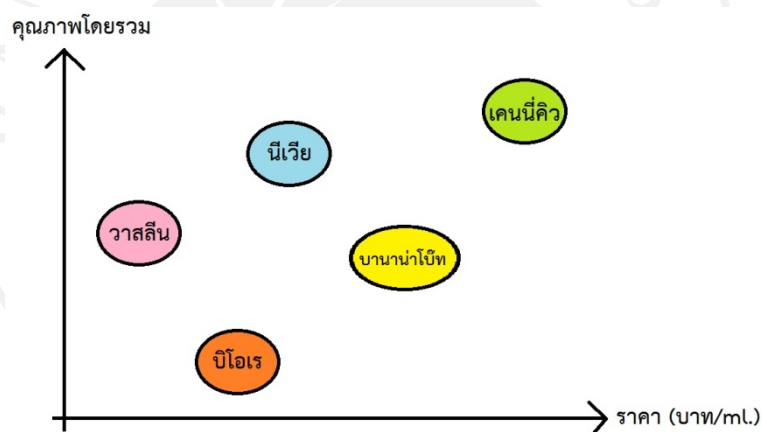 คุณภาพโดยรวม
เคนนี่คิว
นีเวีย
วาสลีน
บานาน่าโบ๊ท
บิโอเร
ราคา (บาท/ml.)